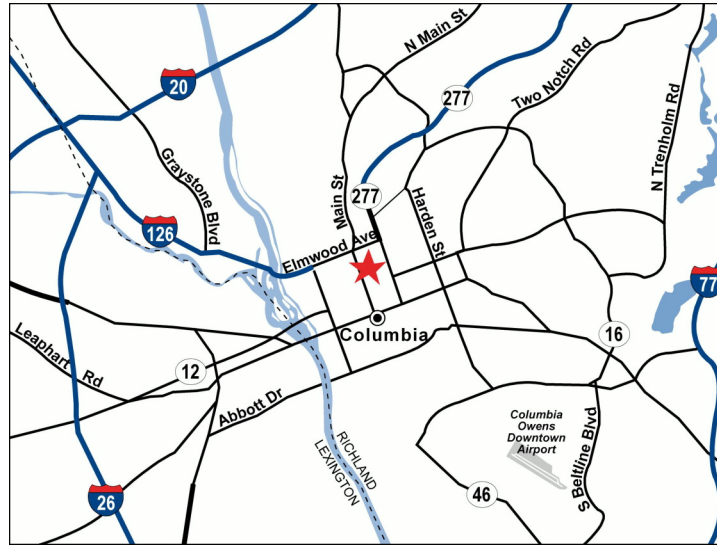 N Main St
20
277
Two Notch Rd
N Trenholm Rd
Graystone Blvd
Main St
277
Harden St
126
Elmwood Ave
77
Columbia
16
Leaphart Rd
12
Abbott Dr
Columbia
Owens
Downtown
Airport
S Beltline Blvd
RICHLAND
LEXINGTON
26
46